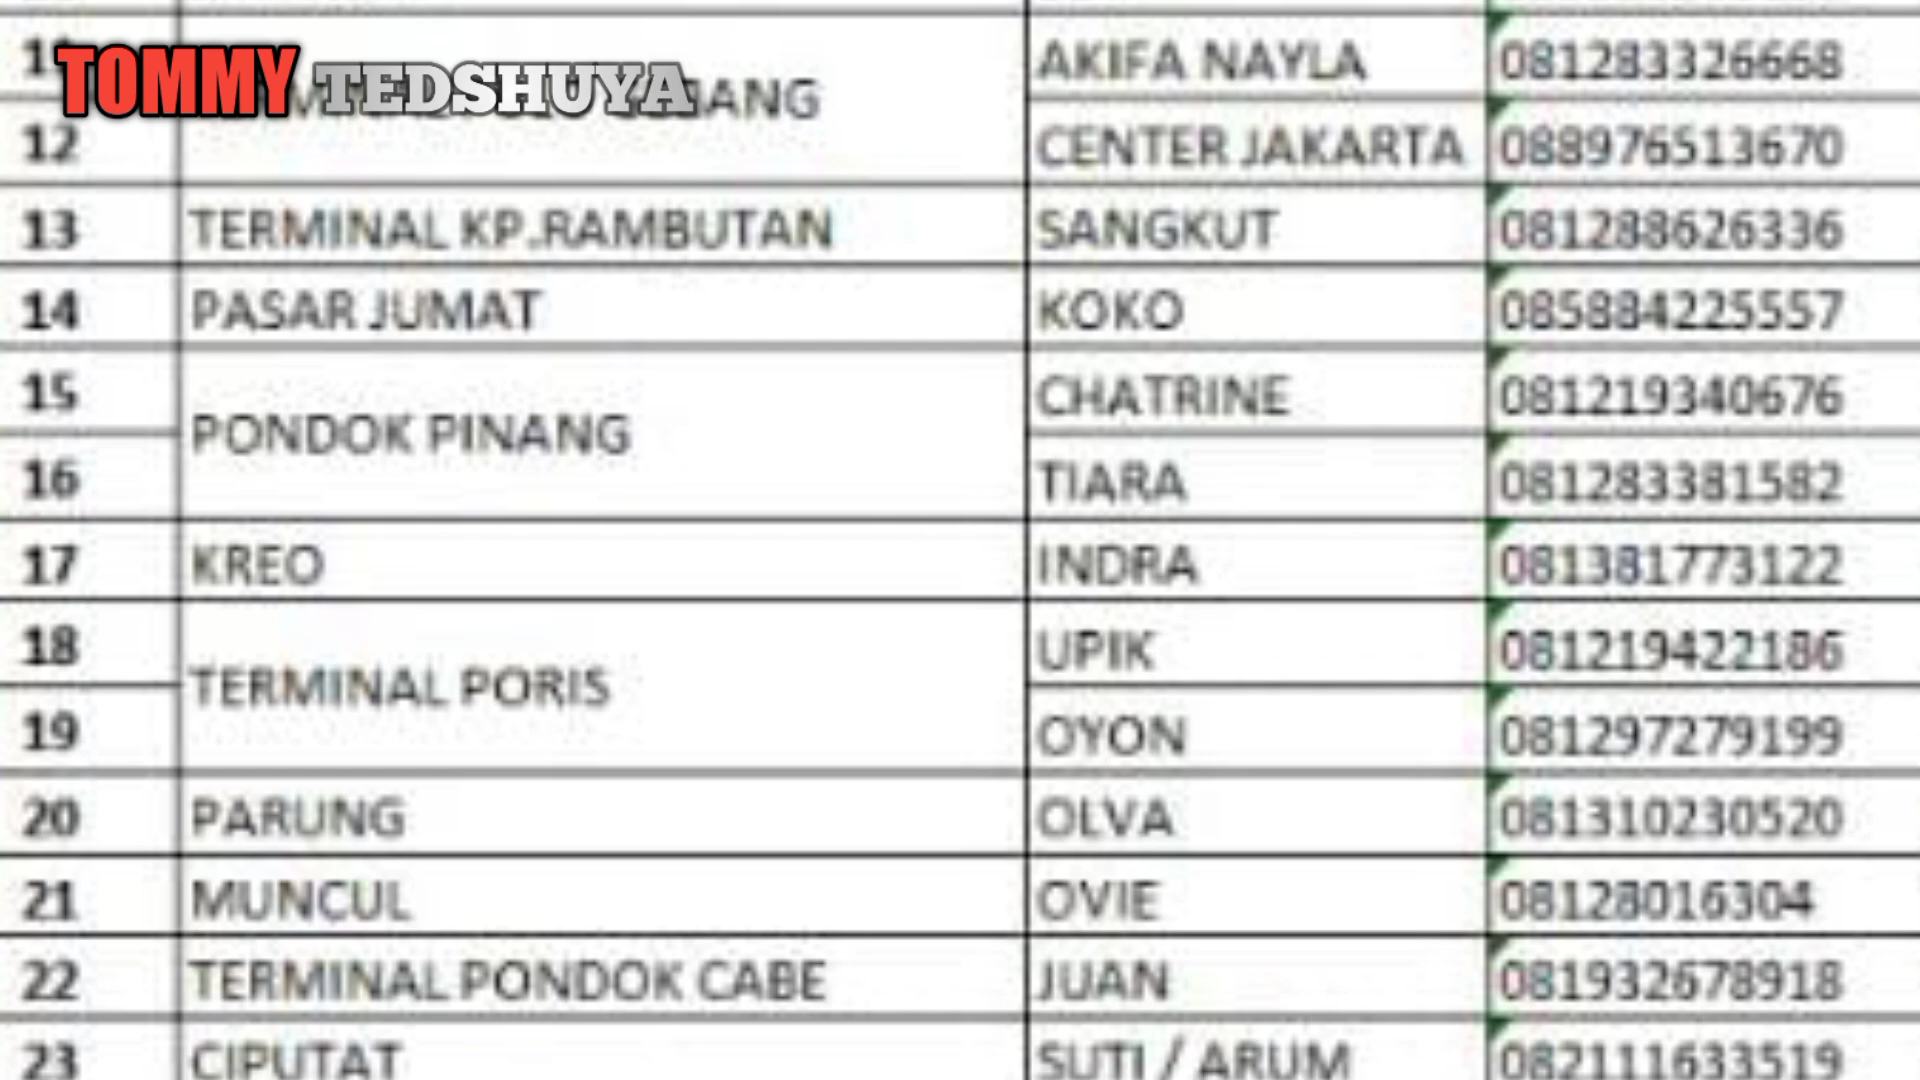 TOMMY TEDSHUYA
11 AKIFA NAYLA 081283326668
12 CENTER JAKARTA 088976513670
13 TERMINAL KP.RAMBUTAN SANGKUT 081288626336
14 PASAR JUMAT KOKO 085884225557
15 PONDOK PINANG CHATRINE 081219340676
16 TIARA 081283381582
17 KREO INDRA 081381773122
18 TERMINAL PORIS UPIK 081219422186
19 OYON 081297279199
20 PARUNG OLVA 081310230520
21 MUNCUL OVIE 08128016304
22 TERMINAL PONDOK CABE JUAN 081932678918
23 CIPUTAT SUTI / ARUM 082111633519